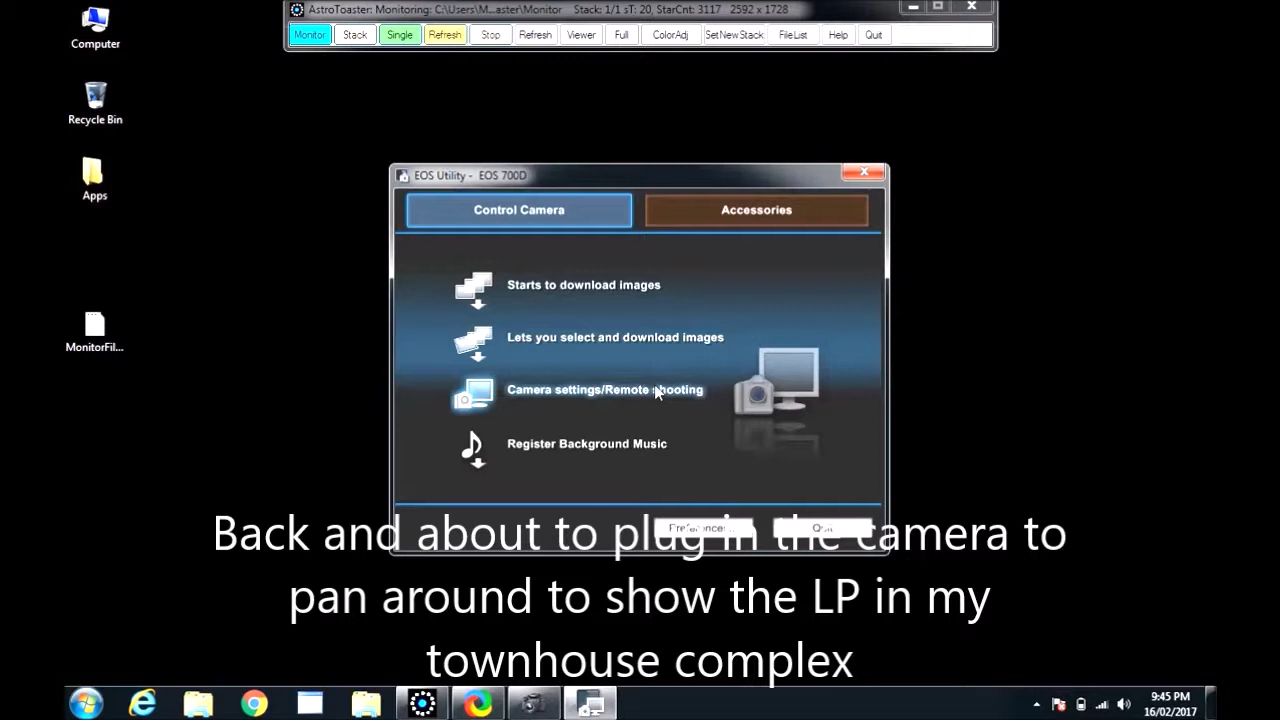 AstroToaster: Monitoring: C:\Users\M...aster\Monitor Stack: 1/1 sT: 20, StarCnt: 3117 2592 x 1728
Monitor Stack Single Refresh Stop Refresh Viewer Full ColorAdj SetNewStack FileList Help Quit
Computer
Recycle Bin
Apps
MonitorFil...
EOS Utility - EOS 700D
Control Camera Accessories
Starts to download images
Lets you select and download images
Camera settings/Remote shooting
Register Background Music
Preferences... Quit
Back and about to plug in the camera to
pan around to show the LP in my
townhouse complex
9:45 PM
16/02/2017